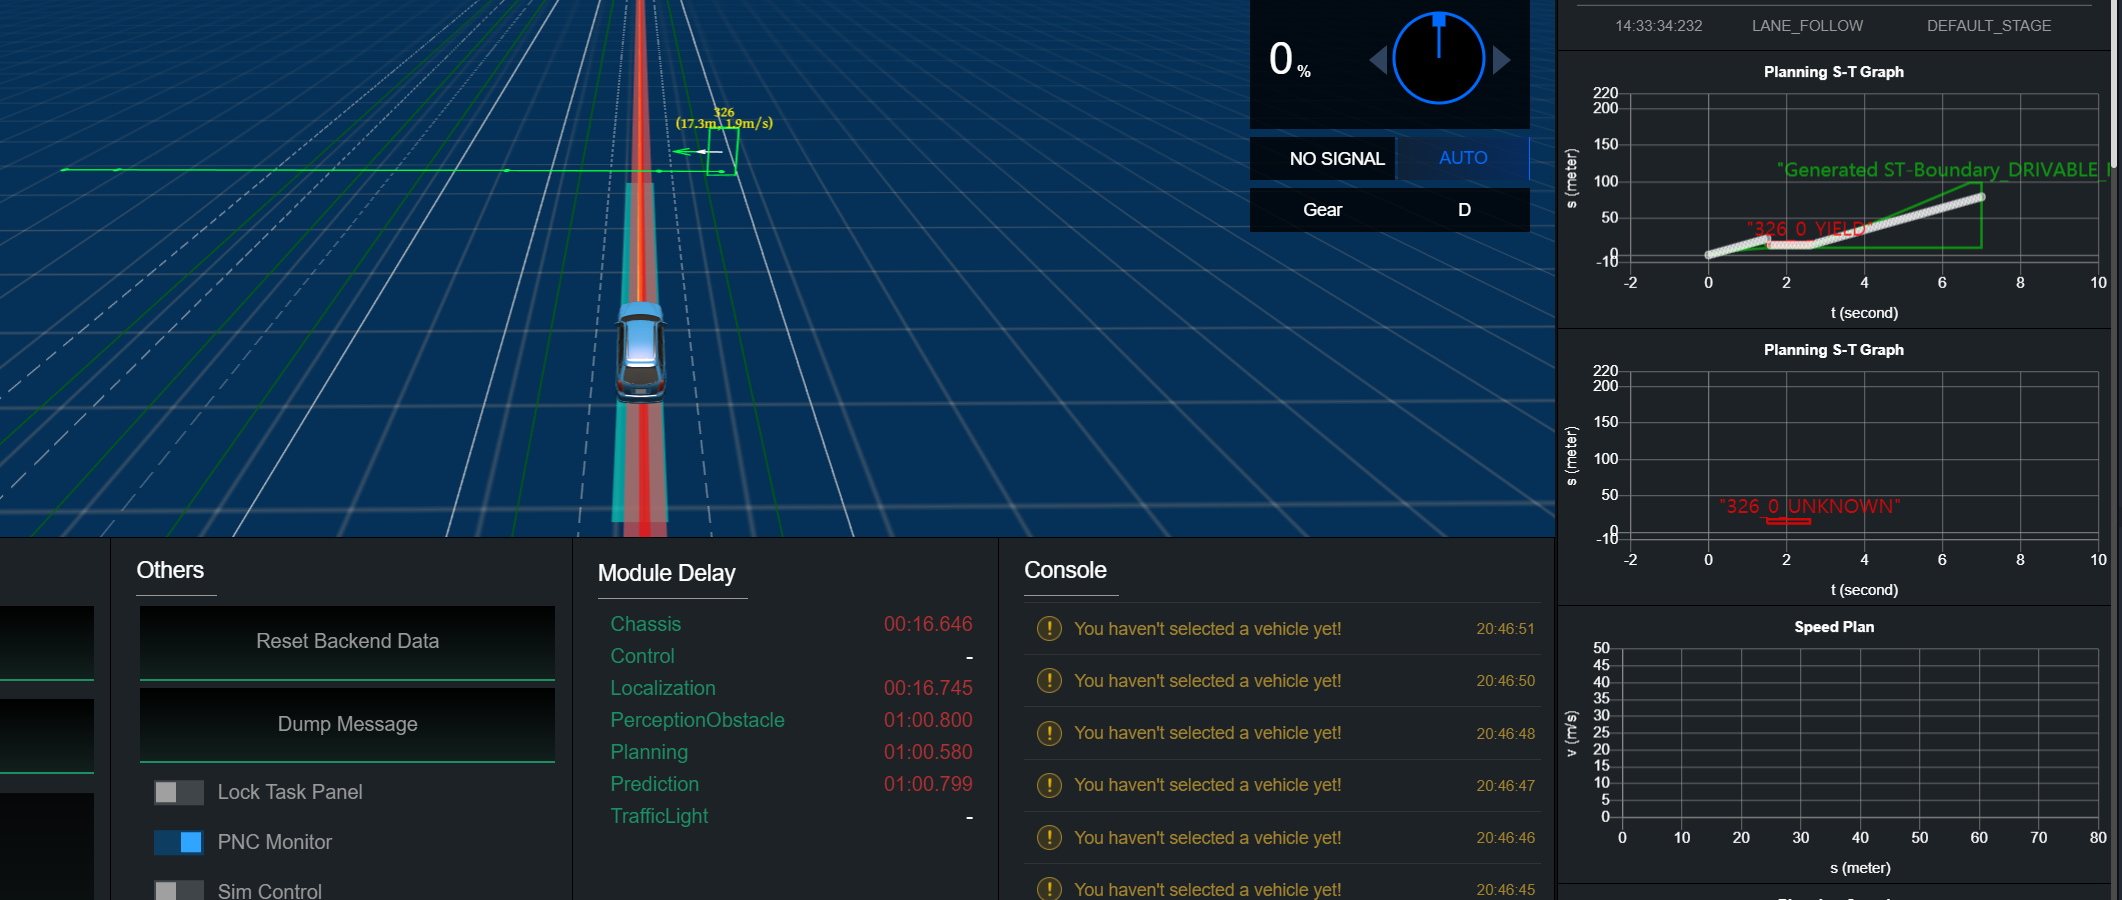 326
(17.3m, 1.9m/s)
0 %
NO SIGNAL
AUTO
Gear
D
14:33:34:232
LANE_FOLLOW
DEFAULT_STAGE
Planning S-T Graph
220
200
150
100
50
0
-10
s (meter)
"Generated ST-Boundary_DRIVABLE_
"326_0_YIELD"
-2
0
2
4
6
8
10
t (second)
Planning S-T Graph
220
200
150
100
50
0
-10
s (meter)
"326_0_UNKNOWN"
-2
0
2
4
6
8
10
t (second)
Speed Plan
50
45
40
35
30
25
20
15
10
5
0
v (m/s)
0
10
20
30
40
50
60
70
80
s (meter)
Others
Reset Backend Data
Dump Message
Lock Task Panel
PNC Monitor
Sim Control
Module Delay
Chassis 00:16.646
Control -
Localization 00:16.745
PerceptionObstacle 01:00.800
Planning 01:00.580
Prediction 01:00.799
TrafficLight -
Console
You haven't selected a vehicle yet! 20:46:51
You haven't selected a vehicle yet! 20:46:50
You haven't selected a vehicle yet! 20:46:48
You haven't selected a vehicle yet! 20:46:47
You haven't selected a vehicle yet! 20:46:46
You haven't selected a vehicle yet! 20:46:45